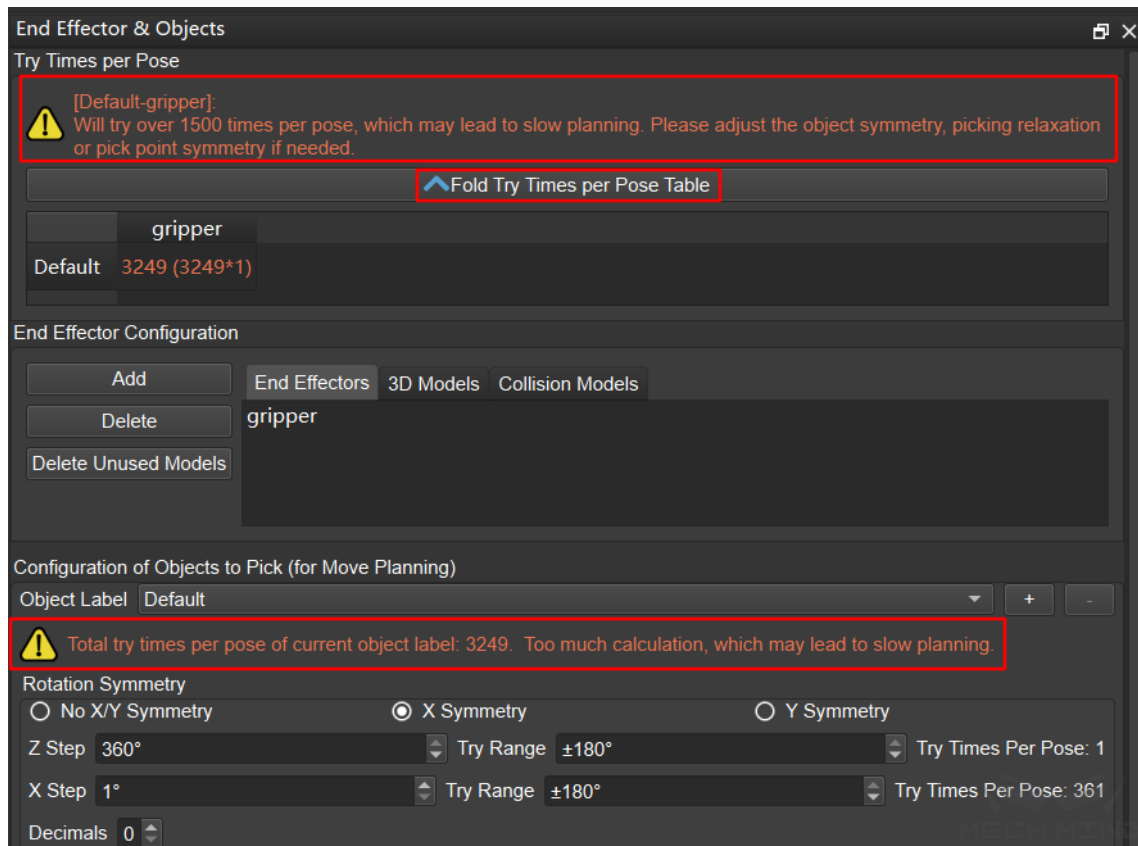 End Effector & Objects
Try Times per Pose
[Default-gripper]:
Will try over 1500 times per pose, which may lead to slow planning. Please adjust the object symmetry, picking relaxation
or pick point symmetry if needed.
Fold Try Times per Pose Table
gripper
Default 3249 (3249*1)
End Effector Configuration
Add
End Effectors 3D Models Collision Models
Delete
gripper
Delete Unused Models
Configuration of Objects to Pick (for Move Planning)
Object Label Default + -
Total try times per pose of current object label: 3249. Too much calculation, which may lead to slow planning.
Rotation Symmetry
No X/Y Symmetry X Symmetry Y Symmetry
Z Step 360° Try Range ±180° Try Times Per Pose: 1
X Step 1° Try Range ±180° Try Times Per Pose: 361
Decimals 0
MECH MIND